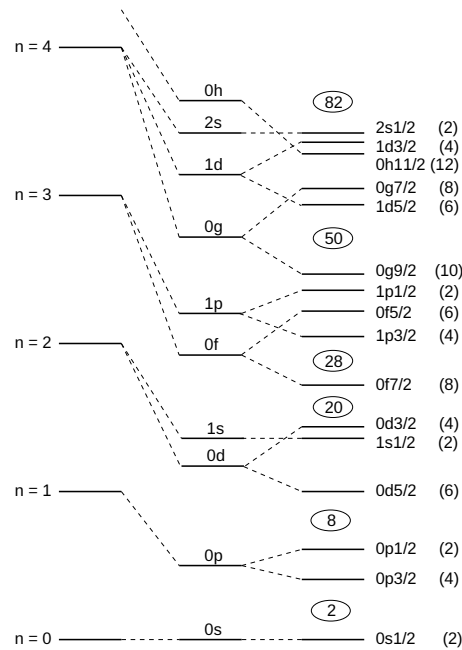 0h
82
n = 4
2s
2s1/2 (2)
1d3/2 (4)
1d
0h11/2 (12)
0g7/2 (8)
n = 3
1d5/2 (6)
0g
50
0g9/2 (10)
1p1/2 (2)
1p
0f5/2 (6)
1p3/2 (4)
n = 2
0f
28
0f7/2 (8)
20
0d3/2 (4)
1s
1s1/2 (2)
0d
n = 1
0d5/2 (6)
8
0p1/2 (2)
0p
0p3/2 (4)
2
0s
n = 0
0s1/2 (2)